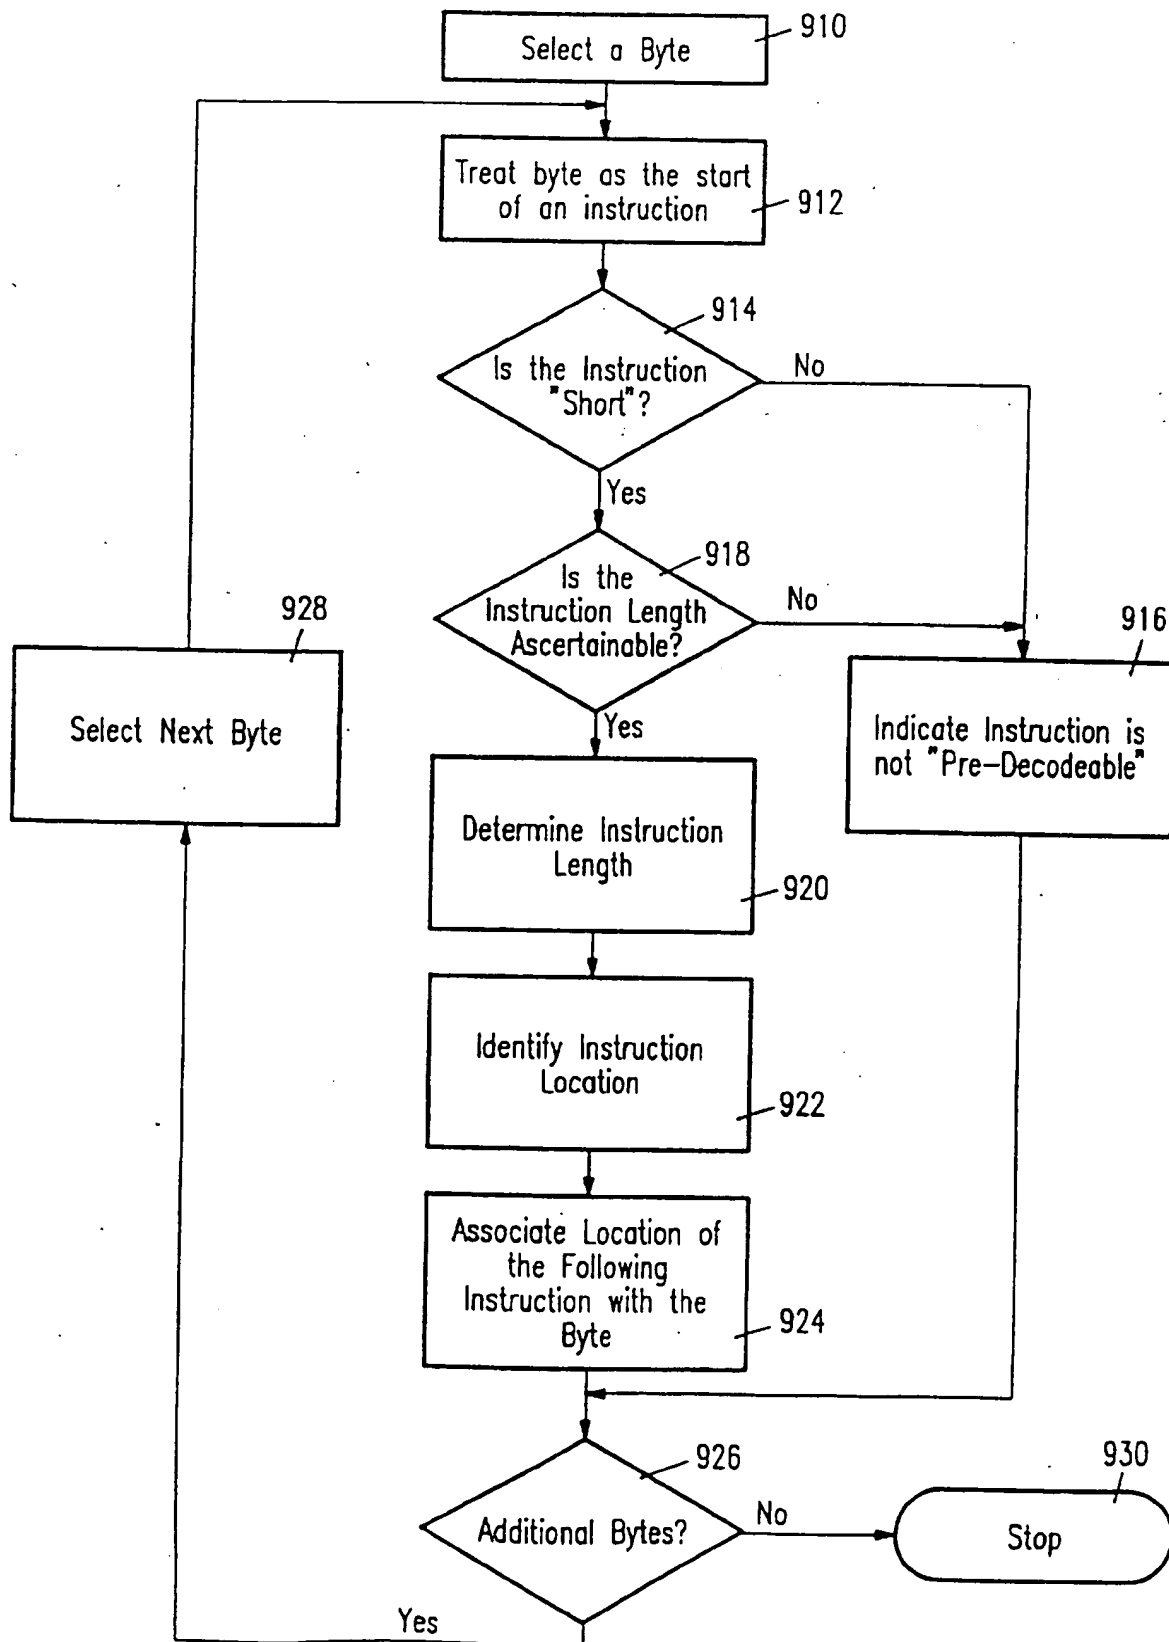 Select a Byte
910
Treat byte as the start
of an instruction
912
914
Is the Instruction
"Short"?
No
Yes
918
Is the
Instruction Length
Ascertainable?
No
Yes
928
Select Next Byte
916
Indicate Instruction is
not "Pre-Decodeable"
Determine Instruction
Length
920
Identify Instruction
Location
922
Associate Location of
the Following
Instruction with the
Byte
924
926
Additional Bytes?
No
930
Stop
Yes